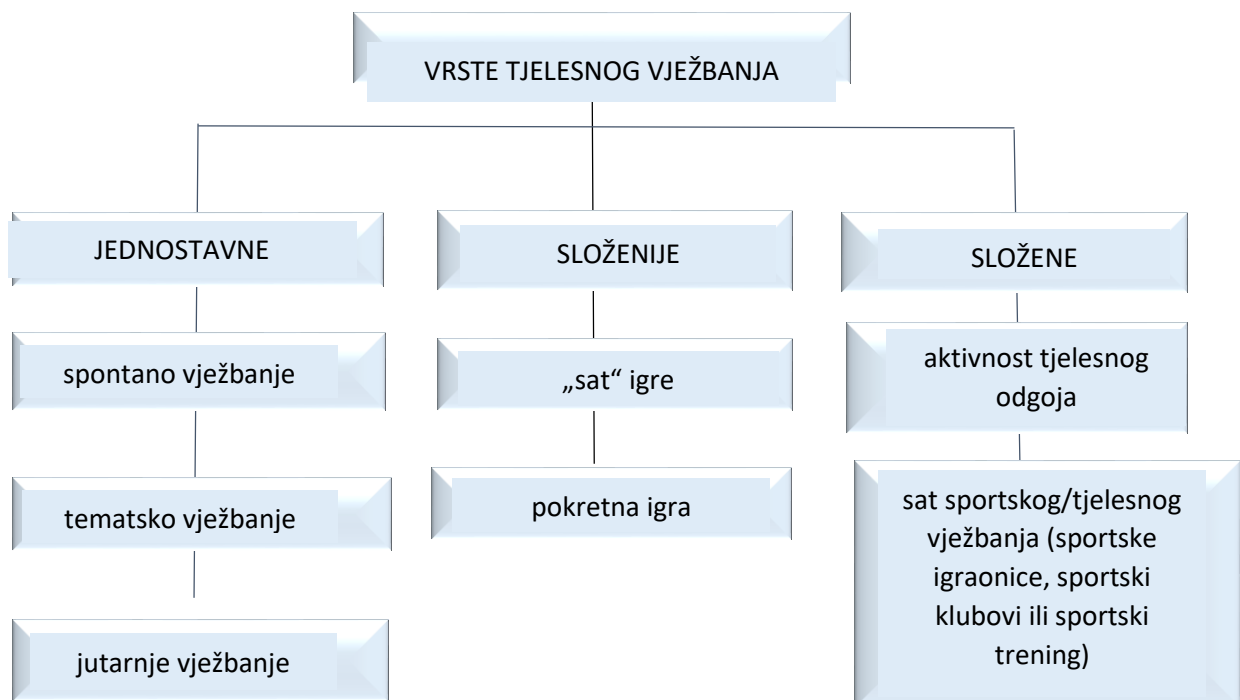 VRSTE TJELESNOG VJEŽBANJA
JEDNOSTAVNE
spontano vježbanje
tematsko vježbanje
jutarnje vježbanje
SLOŽENIJE
„sat“ igre
pokretna igra
SLOŽENE
aktivnost tjelesnog
odgoja
sat sportskog/tjelesnog
vježbanja (sportske
igraonice, sportski
klubovi ili sportski
trening)